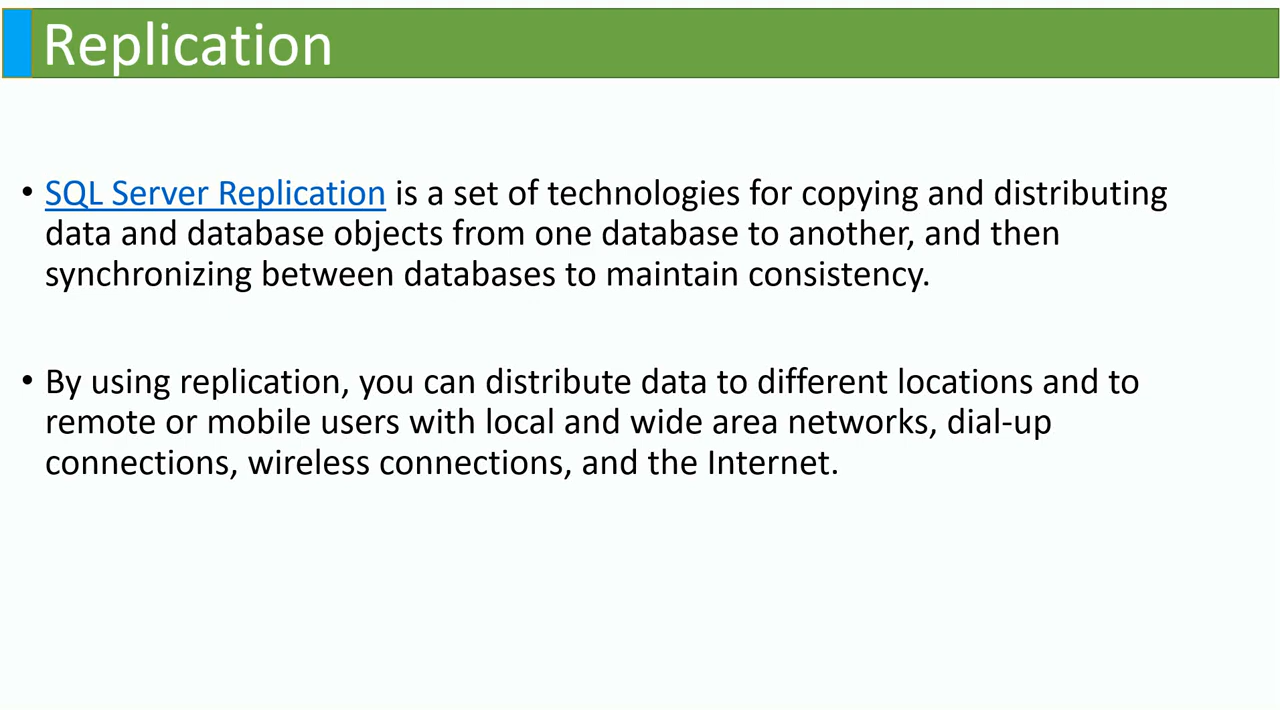 Replication
• SQL Server Replication is a set of technologies for copying and distributing
data and database objects from one database to another, and then
synchronizing between databases to maintain consistency.
• By using replication, you can distribute data to different locations and to
remote or mobile users with local and wide area networks, dial-up
connections, wireless connections, and the Internet.